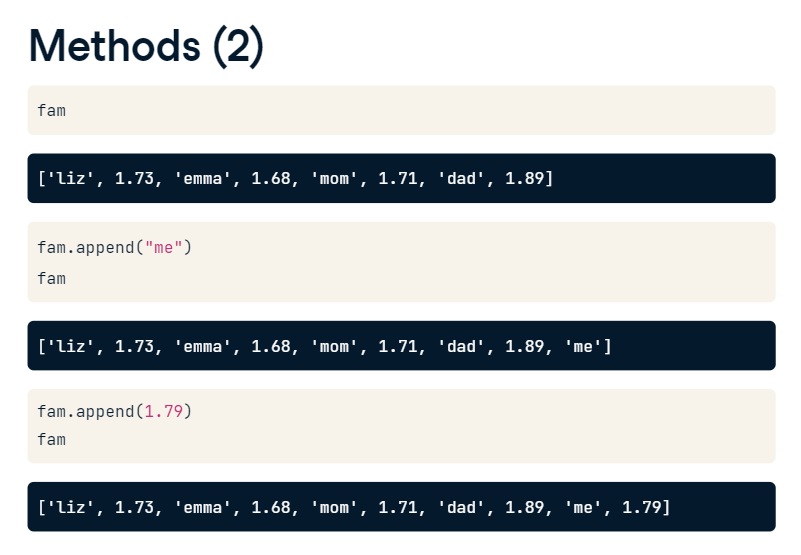 Methods (2)
fam
['liz', 1.73, 'emma', 1.68, 'mom', 1.71, 'dad', 1.89]
fam.append("me")
fam
['liz', 1.73, 'emma', 1.68, 'mom', 1.71, 'dad', 1.89, 'me']
fam.append(1.79)
fam
['liz', 1.73, 'emma', 1.68, 'mom', 1.71, 'dad', 1.89, 'me', 1.79]